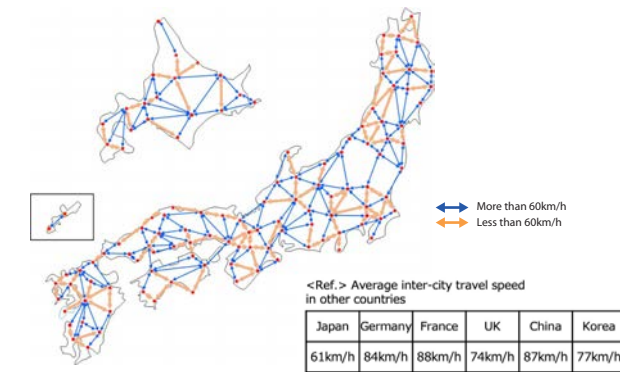 More than 60km/h
Less than 60km/h
<Ref.> Average inter-city travel speed
in other countries
Japan Germany France UK China Korea
61km/h 84km/h 88km/h 74km/h 87km/h 77km/h